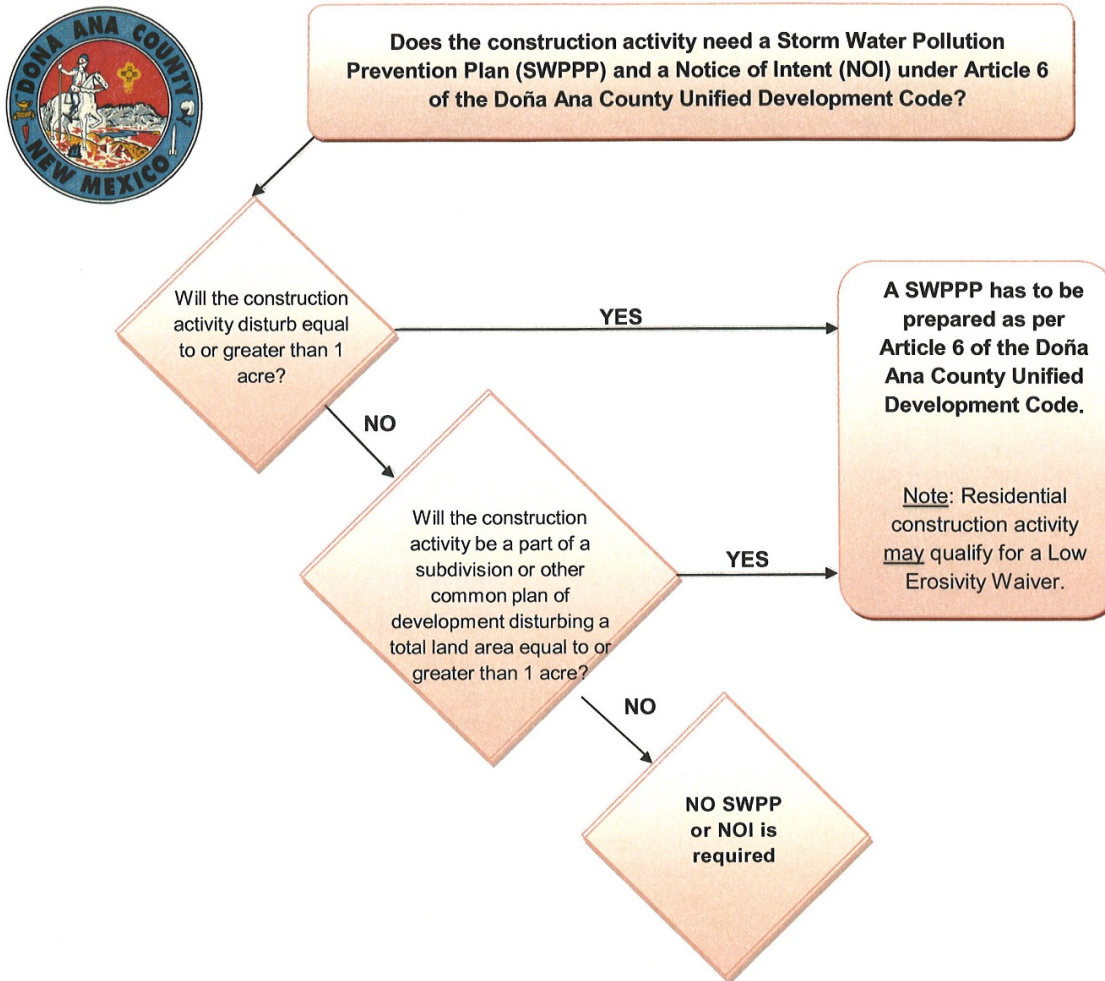 DONA ANA COUNTY
NEW MEXICO
Does the construction activity need a Storm Water Pollution
Prevention Plan (SWPPP) and a Notice of Intent (NOI) under Article 6
of the Doña Ana County Unified Development Code?
Will the construction
activity disturb equal
to or greater than 1
acre?
YES
A SWPPP has to be
prepared as per
Article 6 of the Doña
Ana County Unified
Development Code.
Note: Residential
construction activity
may qualify for a Low
Erosivity Waiver.
NO
Will the construction
activity be a part of a
subdivision or other
common plan of
development disturbing a
total land area equal to or
greater than 1 acre?
YES
NO
NO SWPP
or NOI is
required